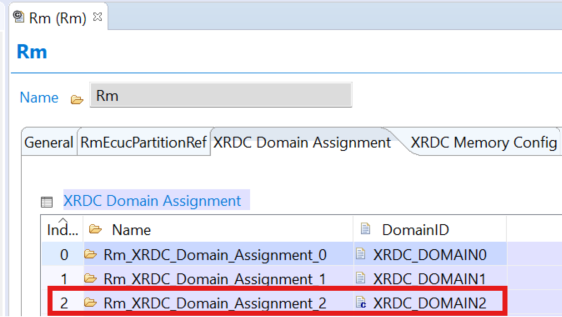 Rm (Rm)
Rm
Name Rm
General RmEcucPartitionRef XRDC Domain Assignment XRDC Memory Config
XRDC Domain Assignment
Ind... Name DomainID
0 Rm_XRDC_Domain_Assignment_0 XRDC_DOMAIN0
1 Rm_XRDC_Domain_Assignment_1 XRDC_DOMAIN1
2 Rm_XRDC_Domain_Assignment_2 XRDC_DOMAIN2